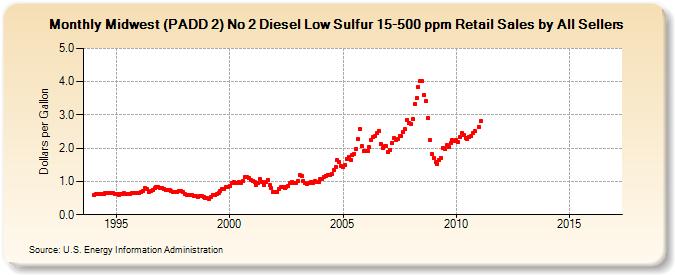 Monthly Midwest (PADD 2) No 2 Diesel Low Sulfur 15-500 ppm Retail Sales by All Sellers
Dollars per Gallon
5.0
4.0
3.0
2.0
1.0
0.0
1995 2000 2005 2010 2015
Source: U.S. Energy Information Administration